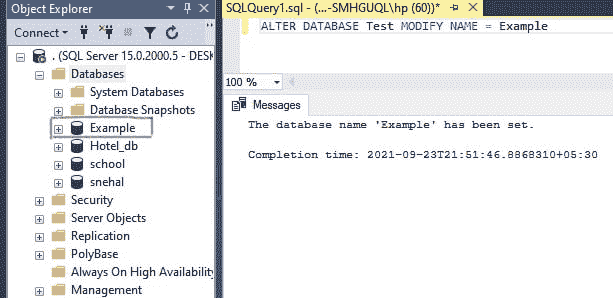 Object Explorer
Connect
. (SQL Server 15.0.2000.5 - DESK
Databases
System Databases
Database Snapshots
Example
Hotel_db
school
snehal
Security
Server Objects
Replication
PolyBase
Always On High Availability
Management
SQLQuery1.sql - (...-SMHGUQL\hp (60))*
ALTER DATABASE Test MODIFY NAME = Example
100 %
Messages
The database name 'Example' has been set.
Completion time: 2021-09-23T21:51:46.8868310+05:30